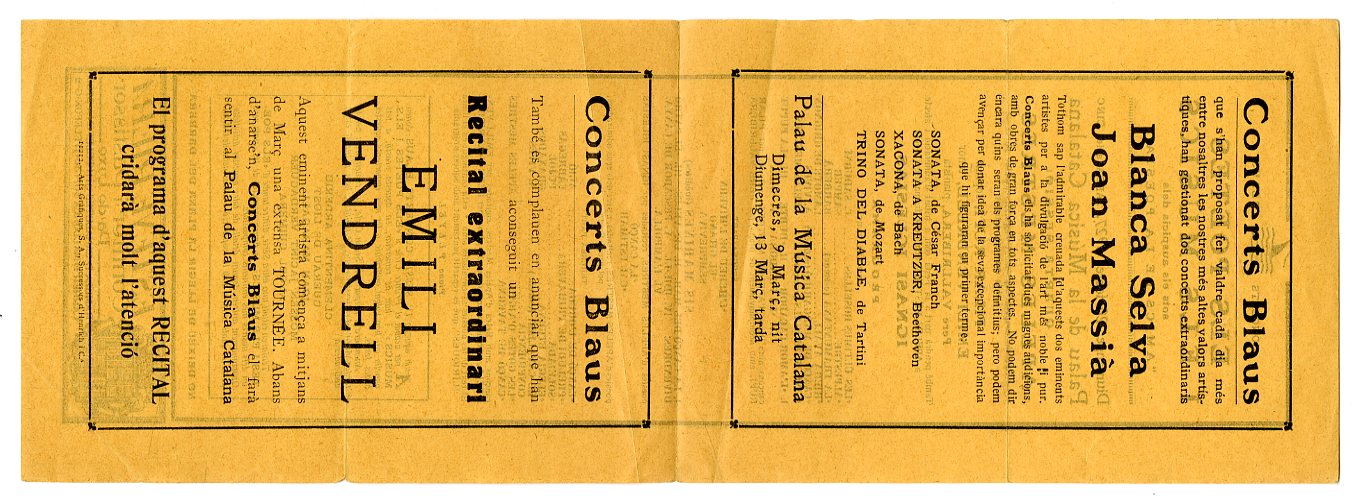 Concerts Blaus
que s'han proposat fer valdre cada dia més
entre nosaltres les nostres més altes valors artís-
tiques, han gestionat dos concerts extraordinaris
Blanca Selva
Joan Massià
Tothom sap l'admirable creuada d'aquests dos eminents
artistes per a la divulgació de l'art més noble i pur.
Concerts Blaus els ha sol·licitat dues magnes audicions,
amb obres de gran força en tots aspectes. No podem dir
encara quins seran els programes definitius; pero podem
avençar per donar idea de la seva excepcional importància
que hi figuraran en primer terme:
SONATA, de César Franch
SONATA A KREUTZER, Beethoven
XACONA, de Bach
SONATA, de Mozart
TRINO DEL DIABLE, de Tartini
Palau de la Música Catalana
Dimecres, 9 Març, nit
Diumenge, 13 Març, tarda
Concerts Blaus
També es complauen en anunciar que han
aconseguit un
Recital extraordinari
EMILI
VENDRELL
Aquest eminent artista comença a mitjans
de Març una extensa TOURNÉE. Abans
d'anarse'n, Concerts Blaus el farà
sentir al Palau de la Música Catalana
El programa d'aquest RECITAL
cridarà molt l'atenció
11212.—Arts Gràfiques, S. A., Successors d'Henrich i C.ª